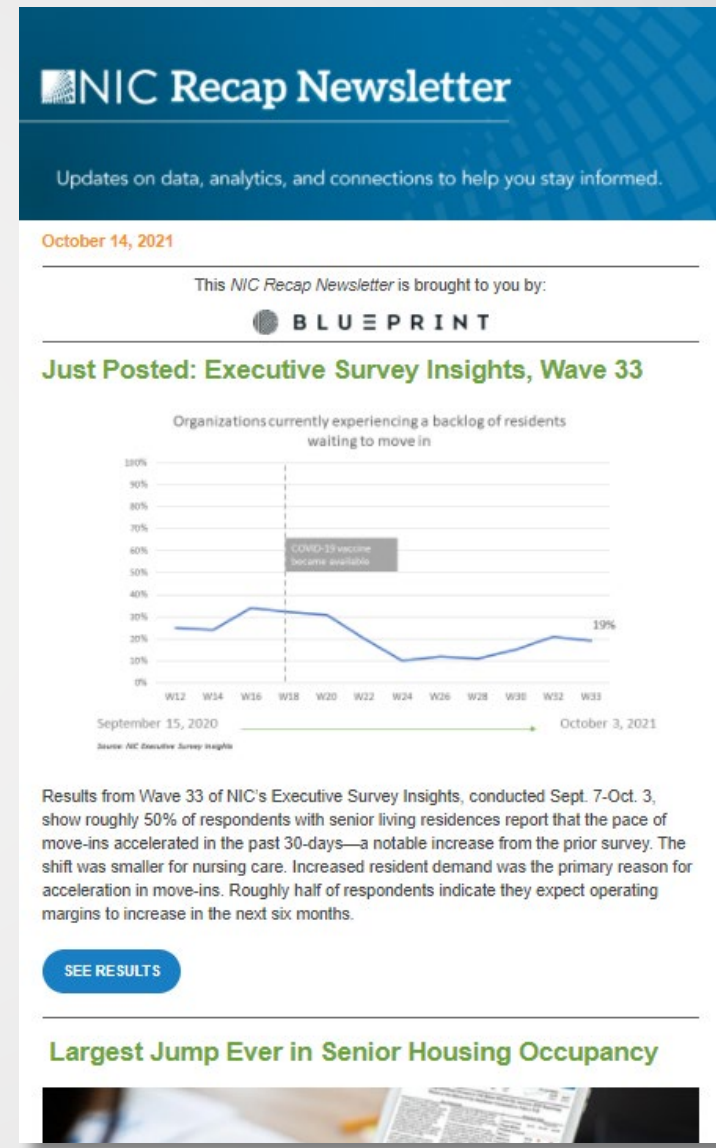 NIC Recap Newsletter
Updates on data, analytics, and connections to help you stay informed.
October 14, 2021
This NIC Recap Newsletter is brought to you by:
BLUEPRINT
Just Posted: Executive Survey Insights, Wave 33
Organizations currently experiencing a backlog of residents
waiting to move in
100%
90%
80%
70%
60%
50%
40%
30%
20%
10%
0%
COVID-19 vaccine
became available
19%
W12 W14 W16 W18 W20 W22 W24 W26 W28 W30 W32 W33
September 15, 2020 October 3, 2021
Source: NIC Executive Survey Insights
Results from Wave 33 of NIC's Executive Survey Insights, conducted Sept. 7-Oct. 3,
show roughly 50% of respondents with senior living residences report that the pace of
move-ins accelerated in the past 30-days—a notable increase from the prior survey. The
shift was smaller for nursing care. Increased resident demand was the primary reason for
acceleration in move-ins. Roughly half of respondents indicate they expect operating
margins to increase in the next six months.
SEE RESULTS
Largest Jump Ever in Senior Housing Occupancy